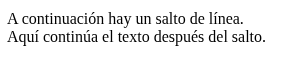 A continuación hay un salto de línea.
Aquí continúa el texto después del salto.